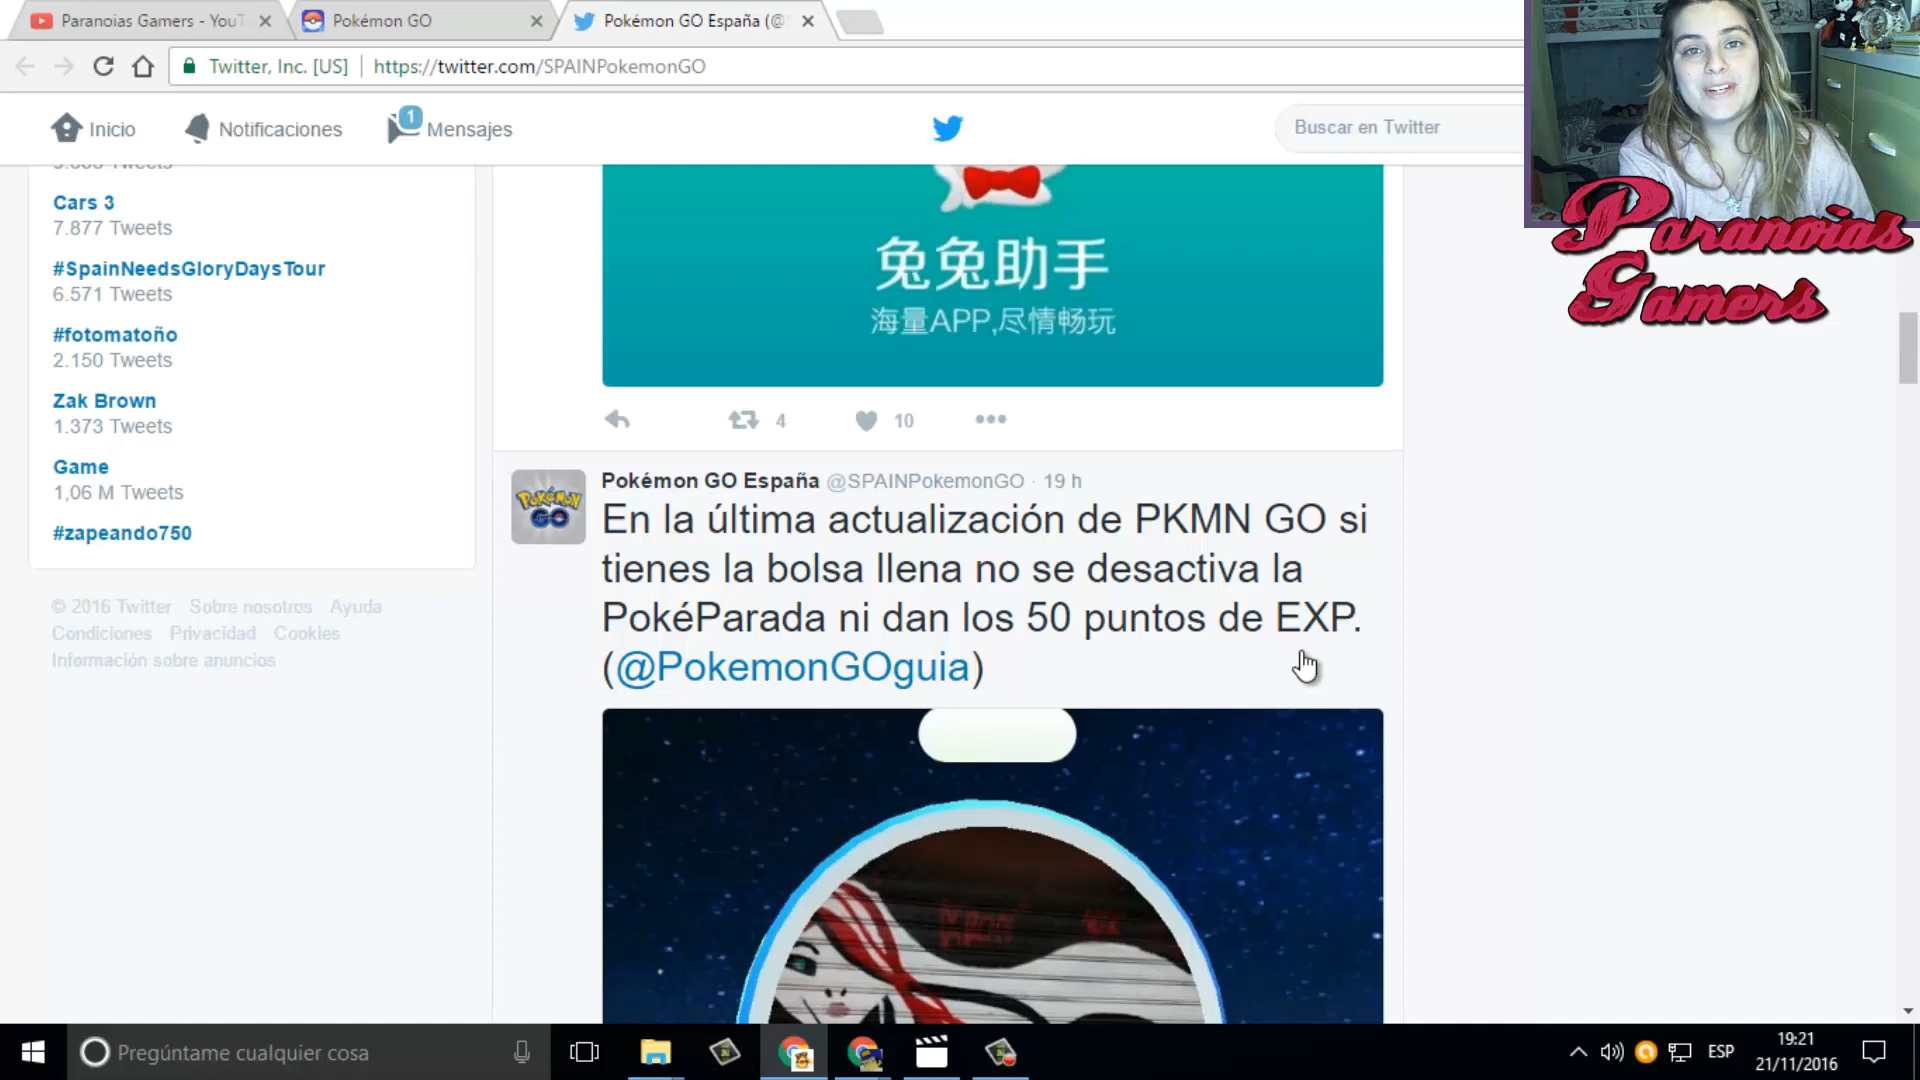 Paranoias Gamers - YouT
Pokémon GO
Pokémon GO España (@
Twitter, Inc. [US]
https://twitter.com/SPAINPokemonGO
Inicio
Notificaciones
1
Mensajes
Buscar en Twitter
Paranoias
Gamers
Cars 3
7.877 Tweets
#SpainNeedsGloryDaysTour
6.571 Tweets
#fotomatoño
2.150 Tweets
Zak Brown
1.373 Tweets
Game
1,06 M Tweets
#zapeando750
© 2016 Twitter Sobre nosotros Ayuda
Condiciones Privacidad Cookies
Información sobre anuncios
兔兔助手
海量APP,尽情畅玩
4
10
POKÉMON
GO
Pokémon GO España @SPAINPokemonGO · 19 h
En la última actualización de PKMN GO si
tienes la bolsa llena no se desactiva la
PokéParada ni dan los 50 puntos de EXP.
(@PokemonGOguia)
Pregúntame cualquier cosa
ESP
19:21
21/11/2016